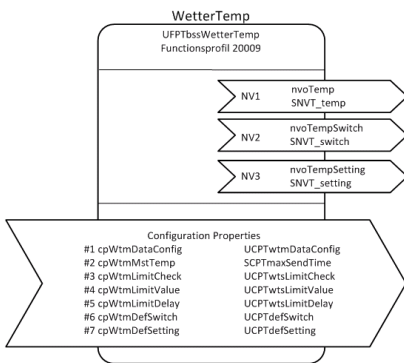 WetterTemp
UFPTbssWetterTemp
Functionsprofil 20009
NV1 nvoTemp
SNVT_temp
NV2 nvoTempSwitch
SNVT_switch
NV3 nvoTempSetting
SNVT_setting
Configuration Properties
#1 cpWtmDataConfig UCPTwtmDataConfig
#2 cpWtmMstTemp SCPTmaxSendTime
#3 cpWtmLimitCheck UCPTwtsLimitCheck
#4 cpWtmLimitValue UCPTwtsLimitValue
#5 cpWtmLimitDelay UCPTwtsLimitDelay
#6 cpWtmDefSwitch UCPTdefSwitch
#7 cpWtmDefSetting UCPTdefSetting